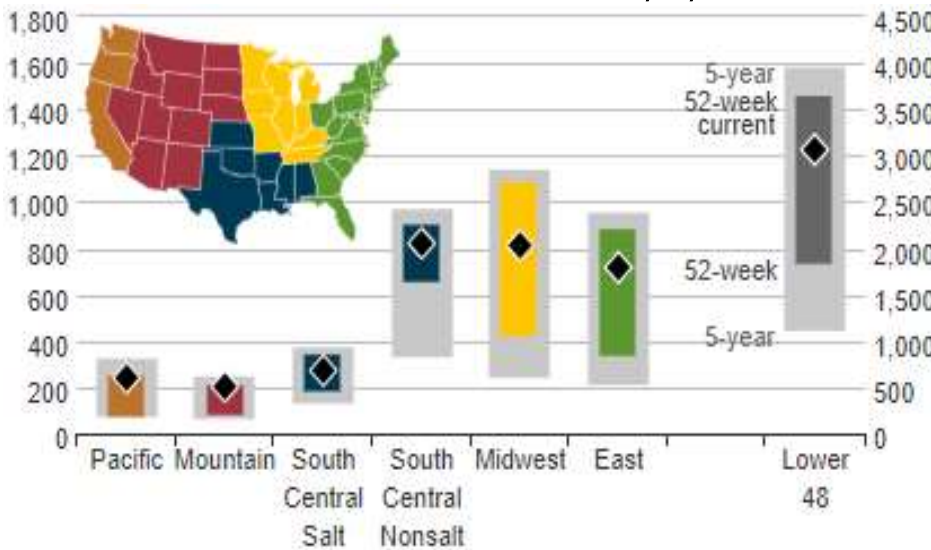 1,800
1,600
1,400
1,200
1,000
800
600
400
200
0
4,500
4,000
3,500
3,000
2,500
2,000
1,500
1,000
500
0
5-year
52-week
current
52-week
5-year
Pacific Mountain South South Midwest East Lower
Central Central 48
Salt Nonsalt